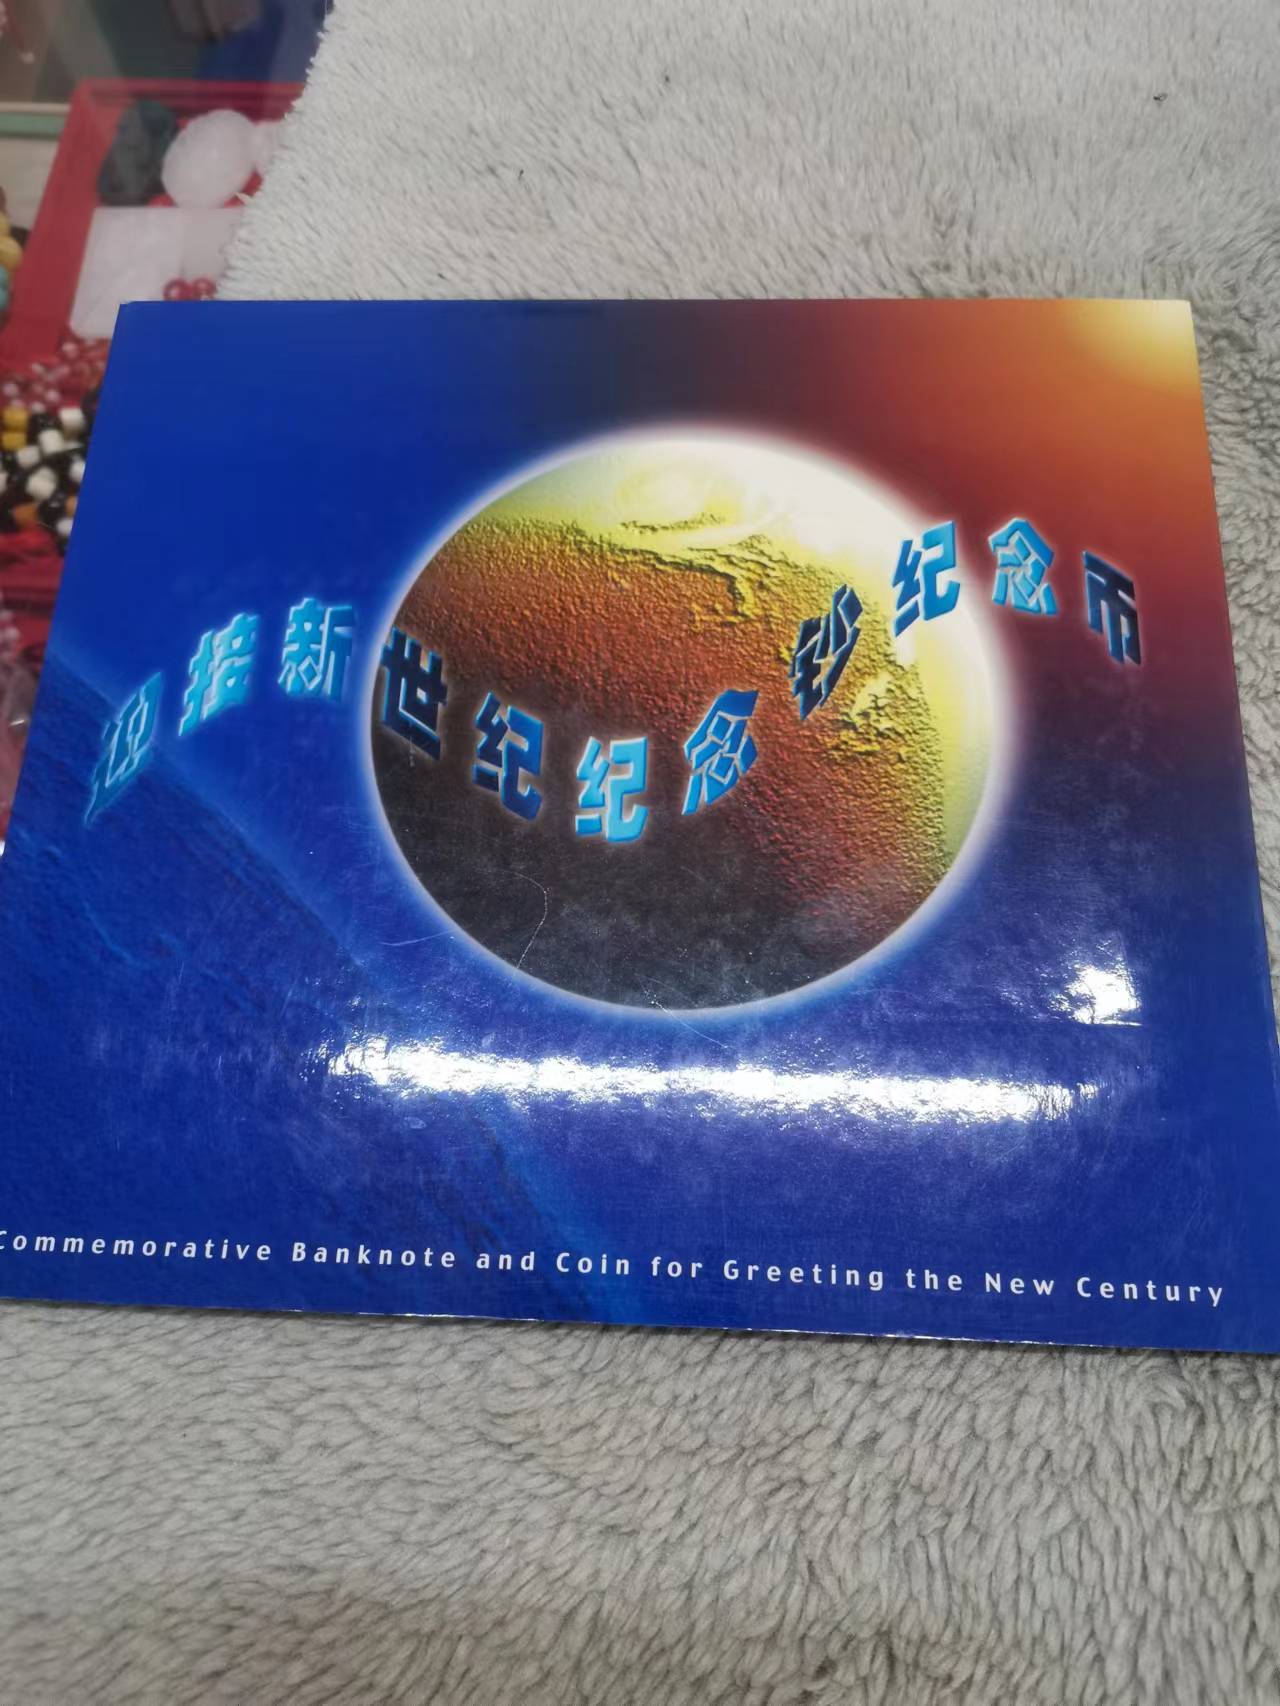 迎接新世纪纪念钞纪念币
Commemorative Banknote and Coin for Greeting the New Century